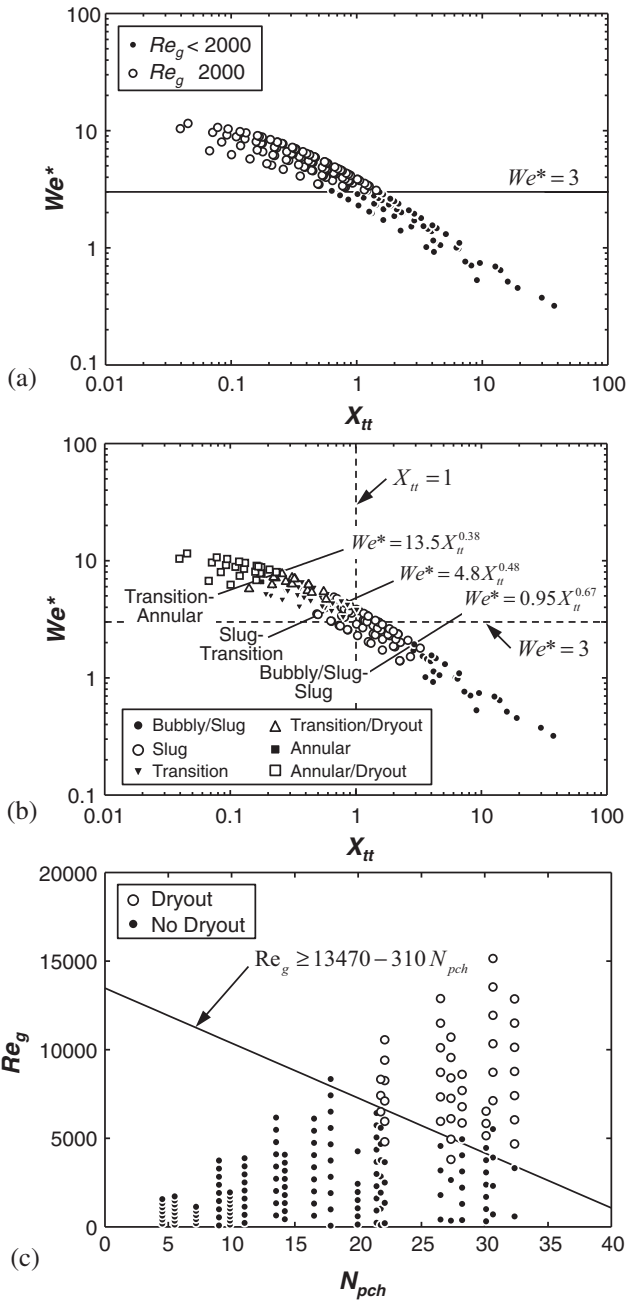 100
10
1
0.1
We*
Re_g < 2000
Re_g 2000
We* = 3
0.01 0.1 1 10 100
X_tt
(a)
100
10
1
0.1
We*
X_tt = 1
We* = 13.5X_tt^0.38
We* = 4.8X_tt^0.48
We* = 0.95X_tt^0.67
Transition-
Annular
Slug-
Transition
Bubbly/Slug-
Slug
We* = 3
Bubbly/Slug
Slug
Transition
Transition/Dryout
Annular
Annular/Dryout
0.01 0.1 1 10 100
X_tt
(b)
20000
15000
10000
5000
0
Re_g
Dryout
No Dryout
Re_g ≥ 13470 − 310 N_pch
0 5 10 15 20 25 30 35 40
N_pch
(c)